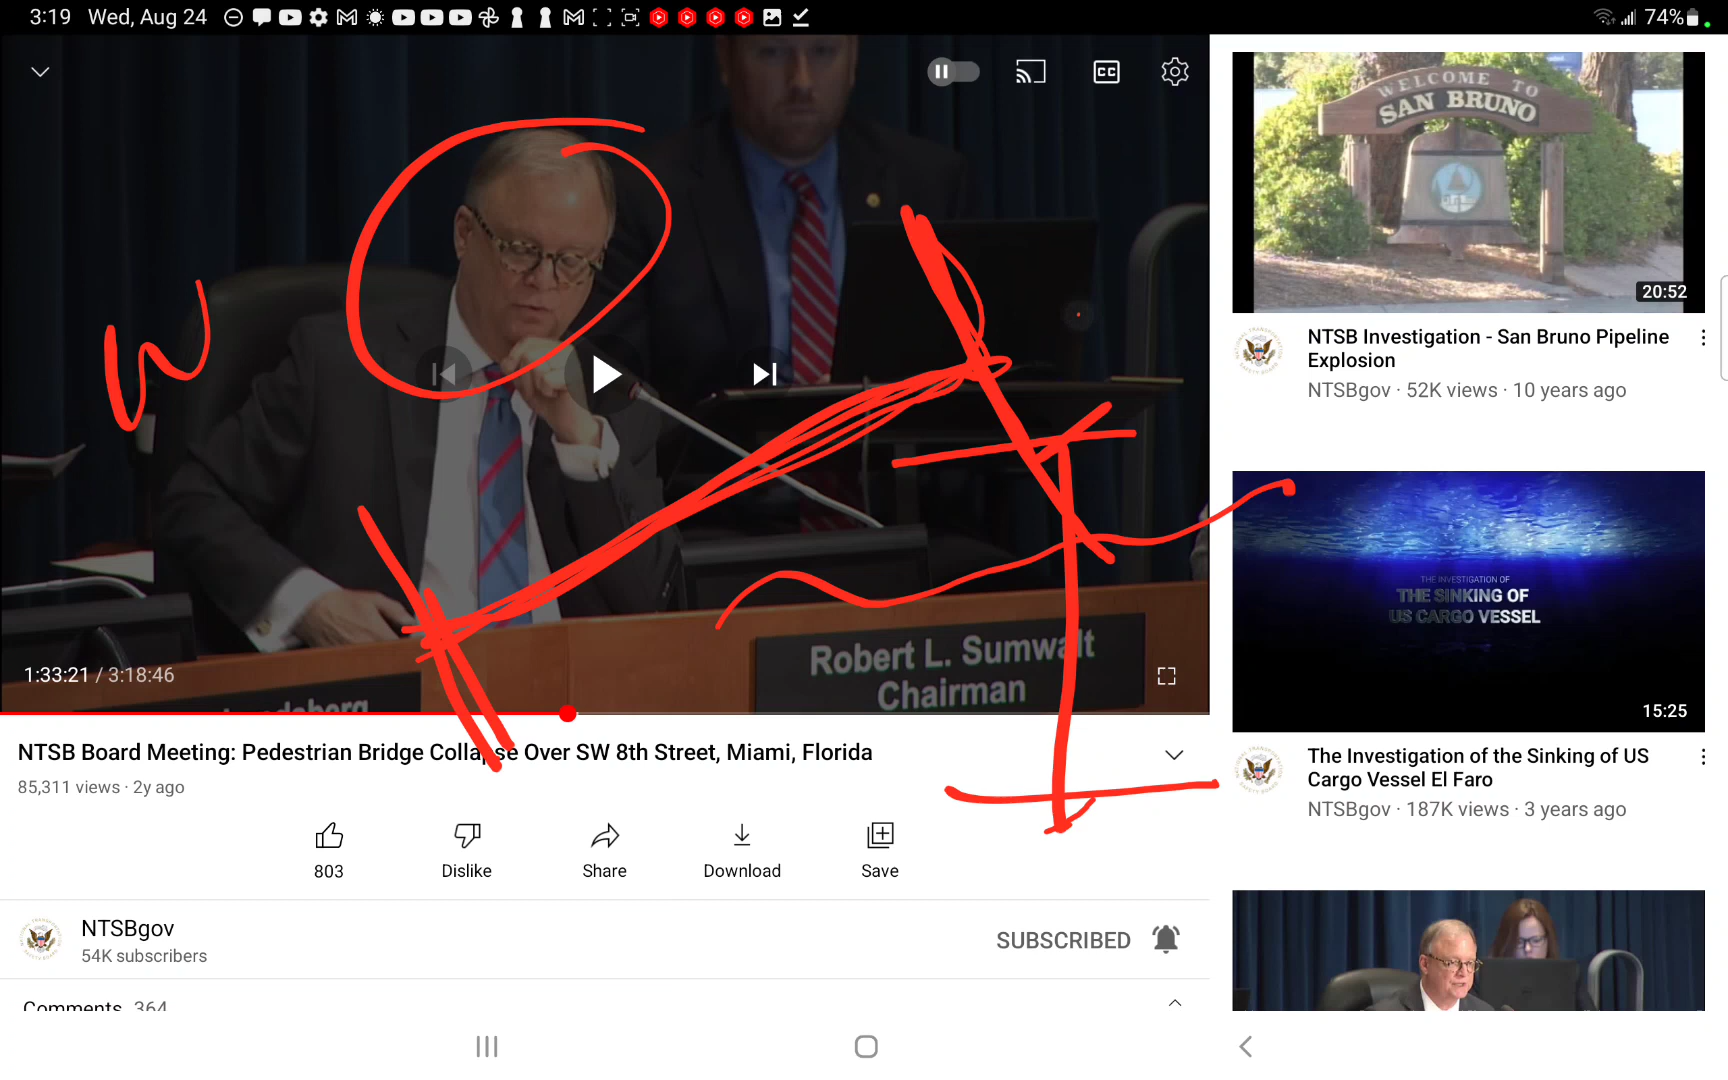 3:19 Wed, Aug 24
74%
WELCOME TO
SAN BRUNO
20:52
NTSB Investigation - San Bruno Pipeline
Explosion
NTSBgov · 52K views · 10 years ago
CC
Robert L. Sumwalt
Chairman
1:33:21 / 3:18:46
THE INVESTIGATION OF
THE SINKING OF
US CARGO VESSEL
15:25
NTSB Board Meeting: Pedestrian Bridge Collapse Over SW 8th Street, Miami, Florida
85,311 views · 2y ago
The Investigation of the Sinking of US
Cargo Vessel El Faro
NTSBgov · 187K views · 3 years ago
803
Dislike
Share
Download
Save
NTSBgov
54K subscribers
SUBSCRIBED
Comments 364